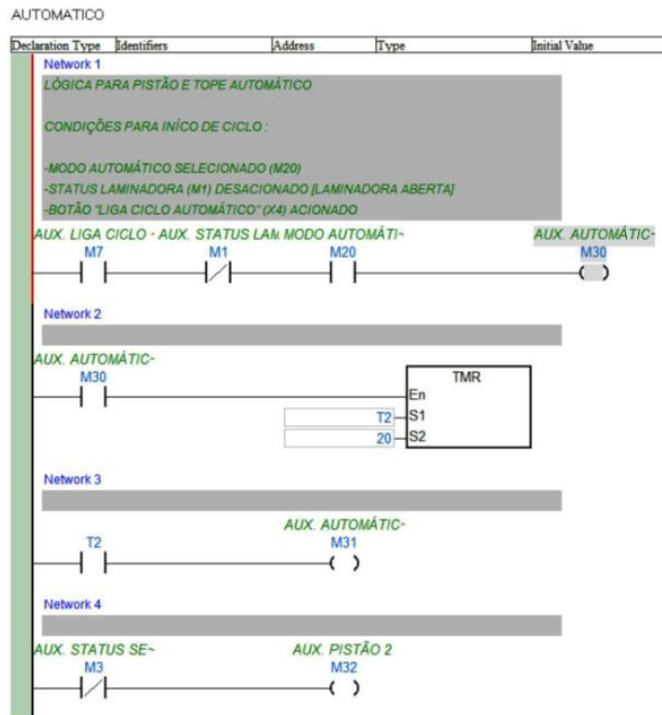 AUTOMATICO
Declaration Type Identifiers Address Type Initial Value
Network 1
LÓGICA PARA PISTÃO E TOPE AUTOMÁTICO
CONDIÇÕES PARA INÍCO DE CICLO :
-MODO AUTOMÁTICO SELECIONADO (M20)
-STATUS LAMINADORA (M1) DESACIONADO [LAMINADORA ABERTA]
-BOTÃO "LIGA CICLO AUTOMÁTICO" (X4) ACIONADO
AUX. LIGA CICLO - AUX. STATUS LAM MODO AUTOMÁTI~ AUX. AUTOMÁTIC~
M7 M1 M20 M30
Network 2
AUX. AUTOMÁTIC~
M30 TMR
En
T2 S1
20 S2
Network 3
AUX. AUTOMÁTIC~
T2 M31
Network 4
AUX. STATUS SE~ AUX. PISTÃO 2
M3 M32